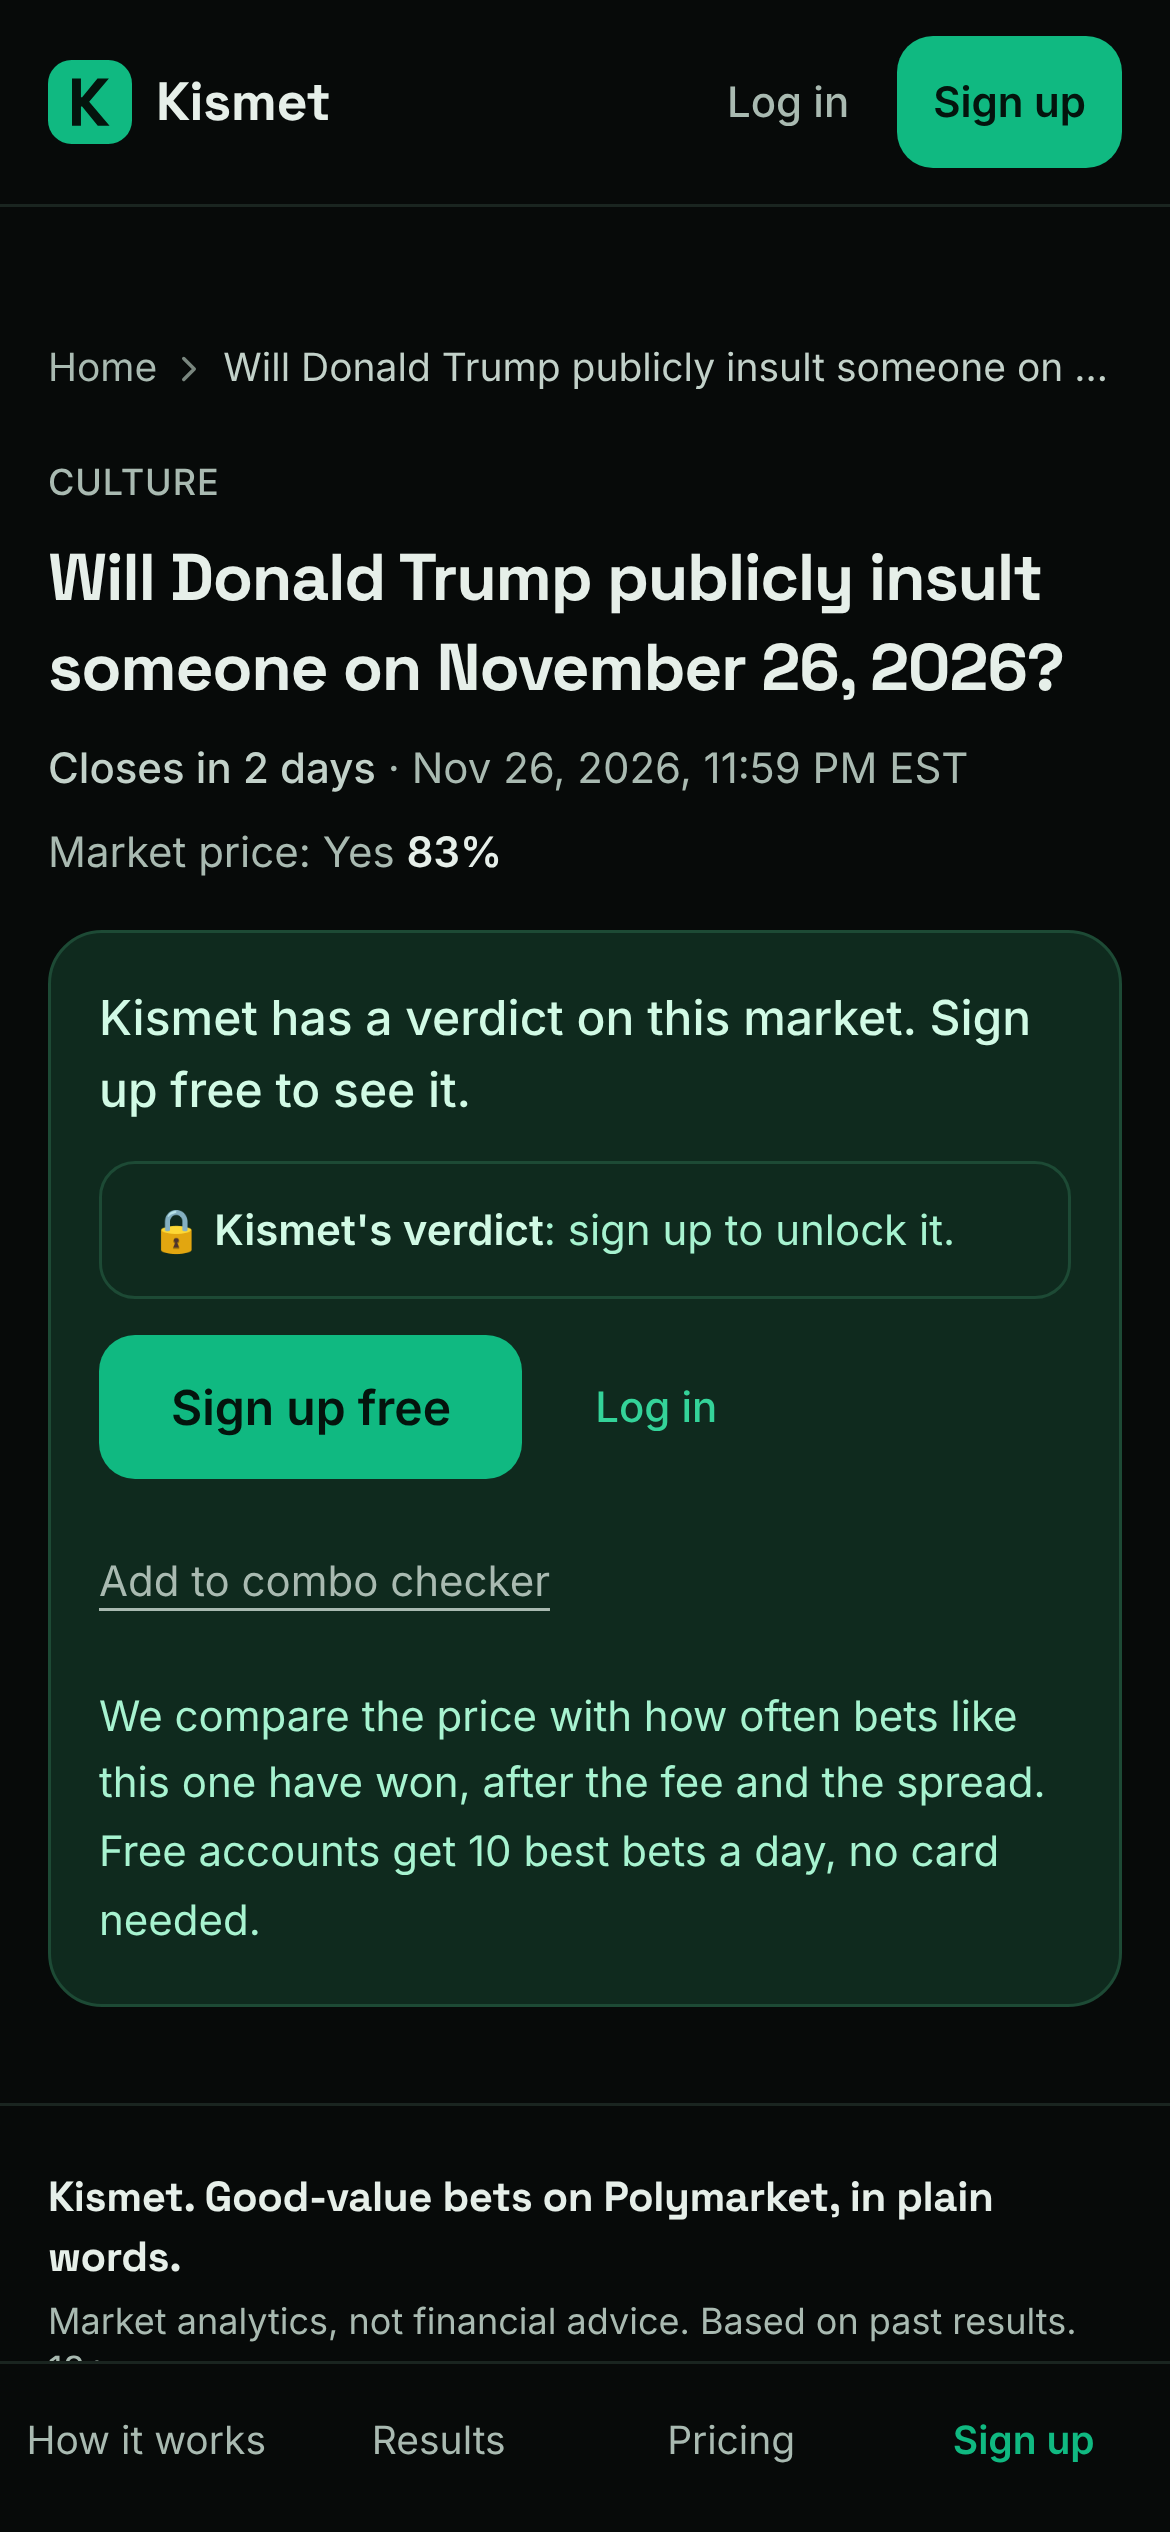 K Kismet
Log in
Sign up
Home > Will Donald Trump publicly insult someone on ...
CULTURE
Will Donald Trump publicly insult
someone on November 26, 2026?
Closes in 2 days · Nov 26, 2026, 11:59 PM EST
Market price: Yes 83%
Kismet has a verdict on this market. Sign
up free to see it.
🔒 Kismet's verdict: sign up to unlock it.
Sign up free
Log in
Add to combo checker
We compare the price with how often bets like
this one have won, after the fee and the spread.
Free accounts get 10 best bets a day, no card
needed.
Kismet. Good-value bets on Polymarket, in plain
words.
Market analytics, not financial advice. Based on past results.
How it works
Results
Pricing
Sign up